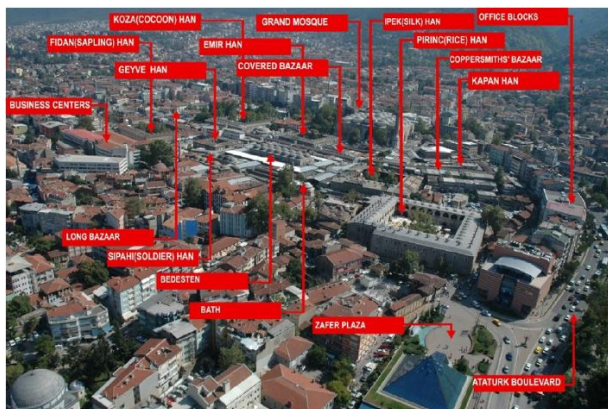 KOZA(COCOON) HAN
GRAND MOSQUE
IPEK(SILK) HAN
OFFICE BLOCKS
FIDAN(SAPLING) HAN
EMIR HAN
PIRINC(RICE) HAN
GEYVE HAN
COVERED BAZAAR
COPPERSMITHS' BAZAAR
KAPAN HAN
BUSINESS CENTERS
LONG BAZAAR
SIPAHI(SOLDIER) HAN
BEDESTEN
BATH
ZAFER PLAZA
ATATURK BOULEVARD